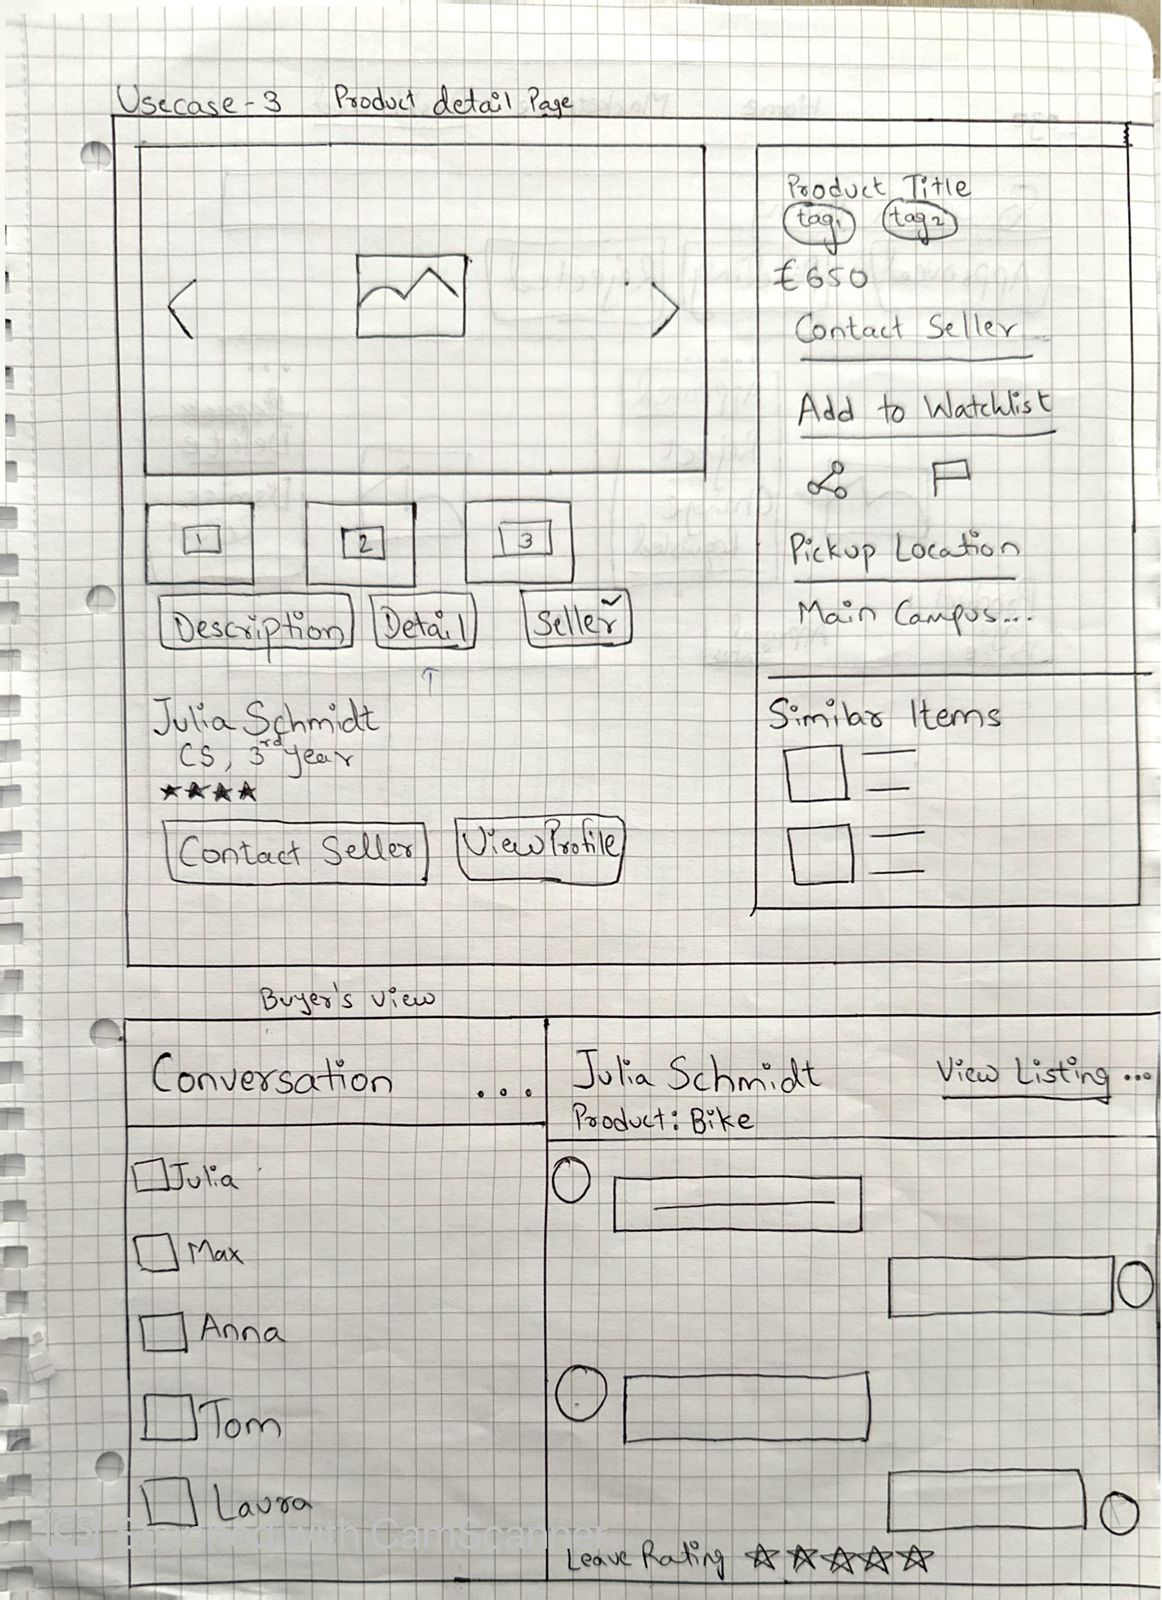 Usecase-3 Product detail Page
Product Title
tag1 tag2
£650
Contact Seller
Add to Watchlist
Pickup Location
Main Campus...
1 2 3
Description Detail Seller
Julia Schmidt
CS, 3rd year
Contact Seller View Profile
Similar Items
Buyer's view
Conversation ...
Julia
Max
Anna
Tom
Laura
Julia Schmidt View Listing ...
Product: Bike
Leave Rating
CS Scanned with CamScanner